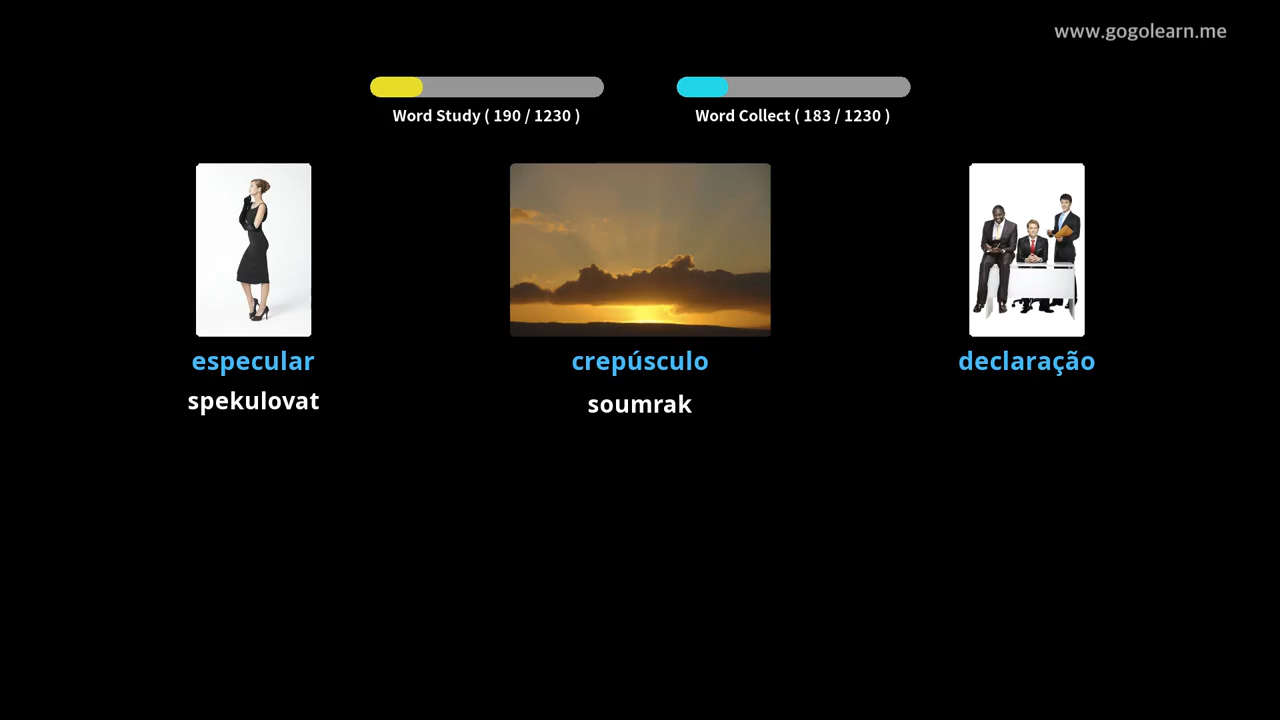 www.gogolearn.me
Word Study ( 190 / 1230 )
Word Collect ( 183 / 1230 )
especular
crepúsculo
declaração
spekulovat
soumrak